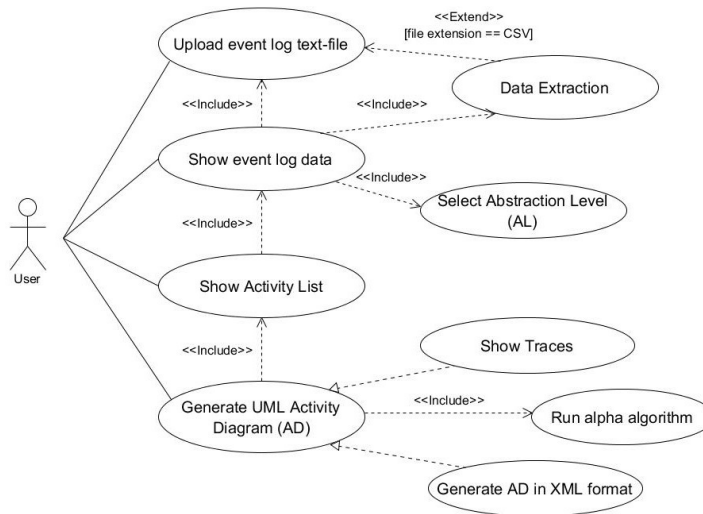 <<Extend>>
[file extension == CSV]
Upload event log text-file
Data Extraction
<<Include>>
<<Include>>
Show event log data
<<Include>>
Select Abstraction Level
(AL)
<<Include>>
User
Show Activity List
<<Include>>
Show Traces
Generate UML Activity
Diagram (AD)
<<Include>>
Run alpha algorithm
Generate AD in XML format